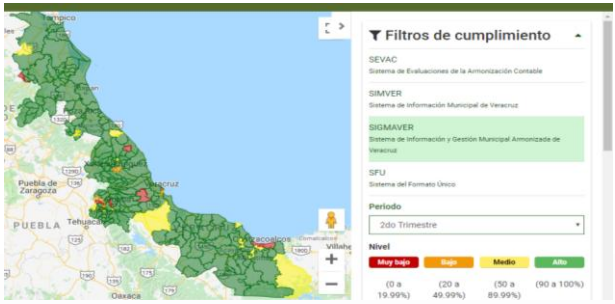 Tampico
Filtros de cumplimiento
SEVAC
Sistema de Evaluaciones de la Armonización Contable
SIMVER
Sistema de Información Municipal de Veracruz
SIGMAVER
Sistema de Información y Gestión Municipal Armonizada de
Veracruz
SFU
Sistema del Formato Único
Periodo
2do Trimestre
Nivel
Muy bajo Bajo Medio Alto
(0 a (20 a (50 a (90 a 100%)
19.99%) 49.99%) 89.99%)
Puebla de
Zaragoza
PUEBLA
Tehuac
Oaxaca
Villahe